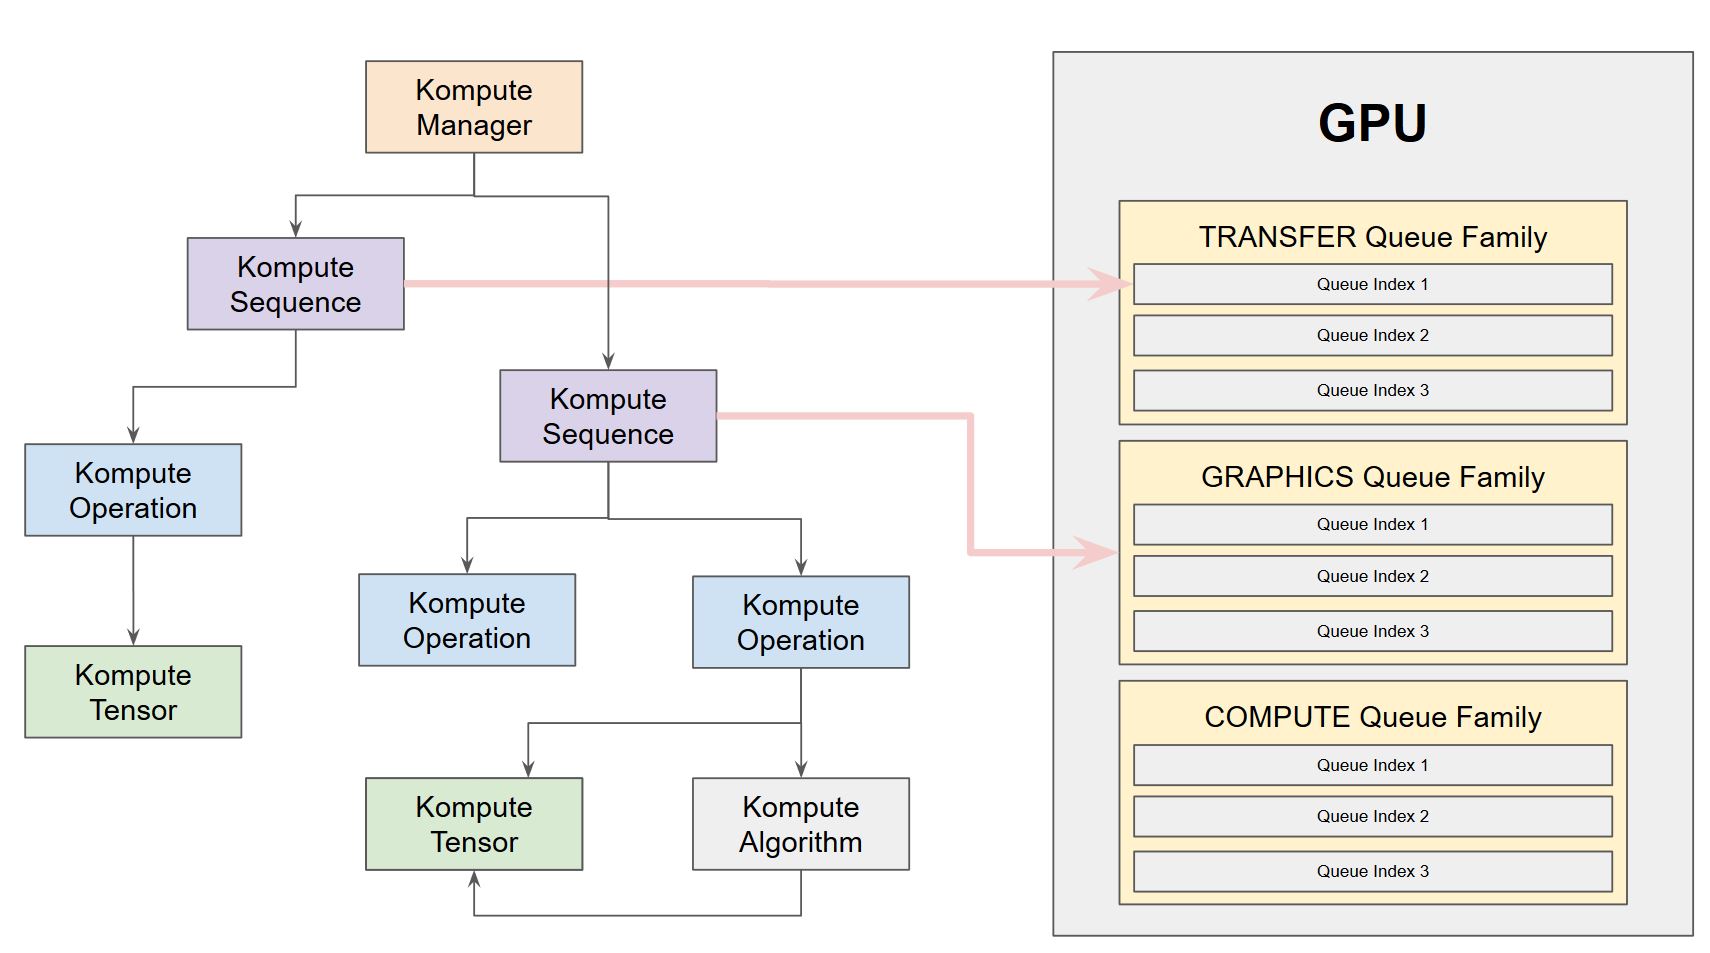 Kompute
Manager
Kompute
Sequence
Kompute
Sequence
Kompute
Operation
Kompute
Operation
Kompute
Operation
Kompute
Tensor
Kompute
Tensor
Kompute
Algorithm
GPU
TRANSFER Queue Family
Queue Index 1
Queue Index 2
Queue Index 3
GRAPHICS Queue Family
Queue Index 1
Queue Index 2
Queue Index 3
COMPUTE Queue Family
Queue Index 1
Queue Index 2
Queue Index 3